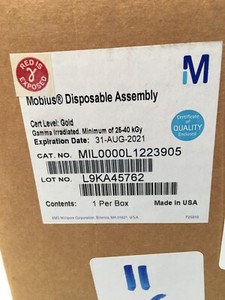 RED IS
EXPOSED
M
Mobius® Disposable Assembly
Cert Level: Gold
Gamma Irradiated. Minimum of 25-40 kGy
Expiration Date: 31-AUG-2021
Certificate of
QUALITY
Enclosed
CAT. NO. MIL0000L1223905
LOT NO. L9KA45762
Contents: 1 Per Box
MADE IN USA